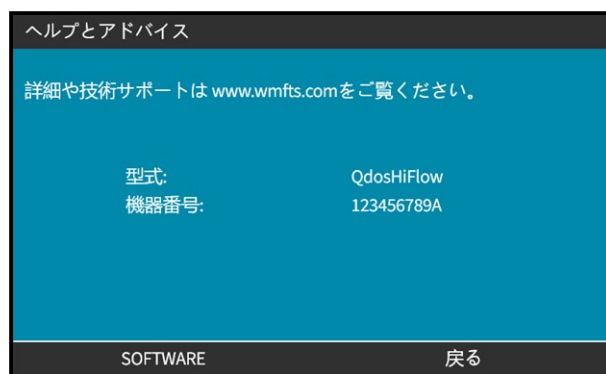 ヘルプとアドバイス
詳細や技術サポートは www.wmfts.comをご覧ください。
型式: QdosHiFlow
機器番号: 123456789A
SOFTWARE 戻る